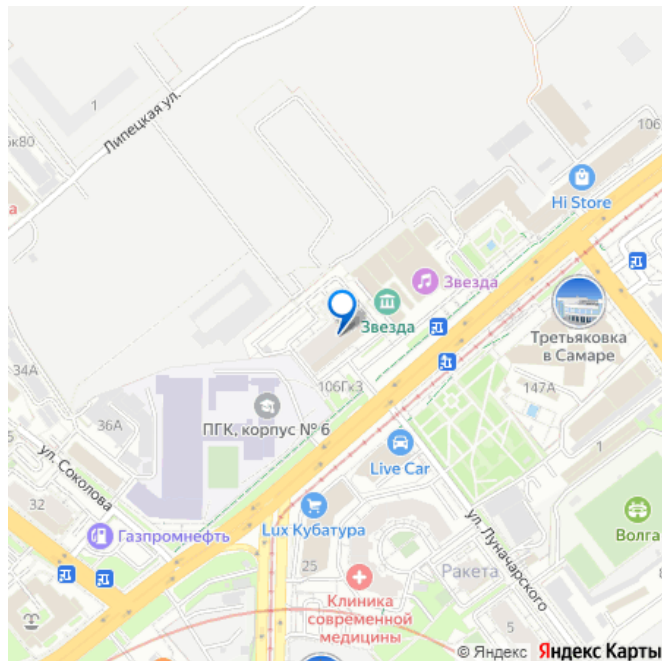 1
Липецкая ул.
106
Hi Store
Звезда
Звезда
Третьяковка
в Самаре
34А
106Гк3
147А
36А
ПГК, корпус № 6
1
ул. Соколова
Live Car
32
Газпромнефть
Lux Кубатура
Волга
25
ул. Луначарского
Ракета
Клиника
современной
медицины
5
© Яндекс Яндекс Карты